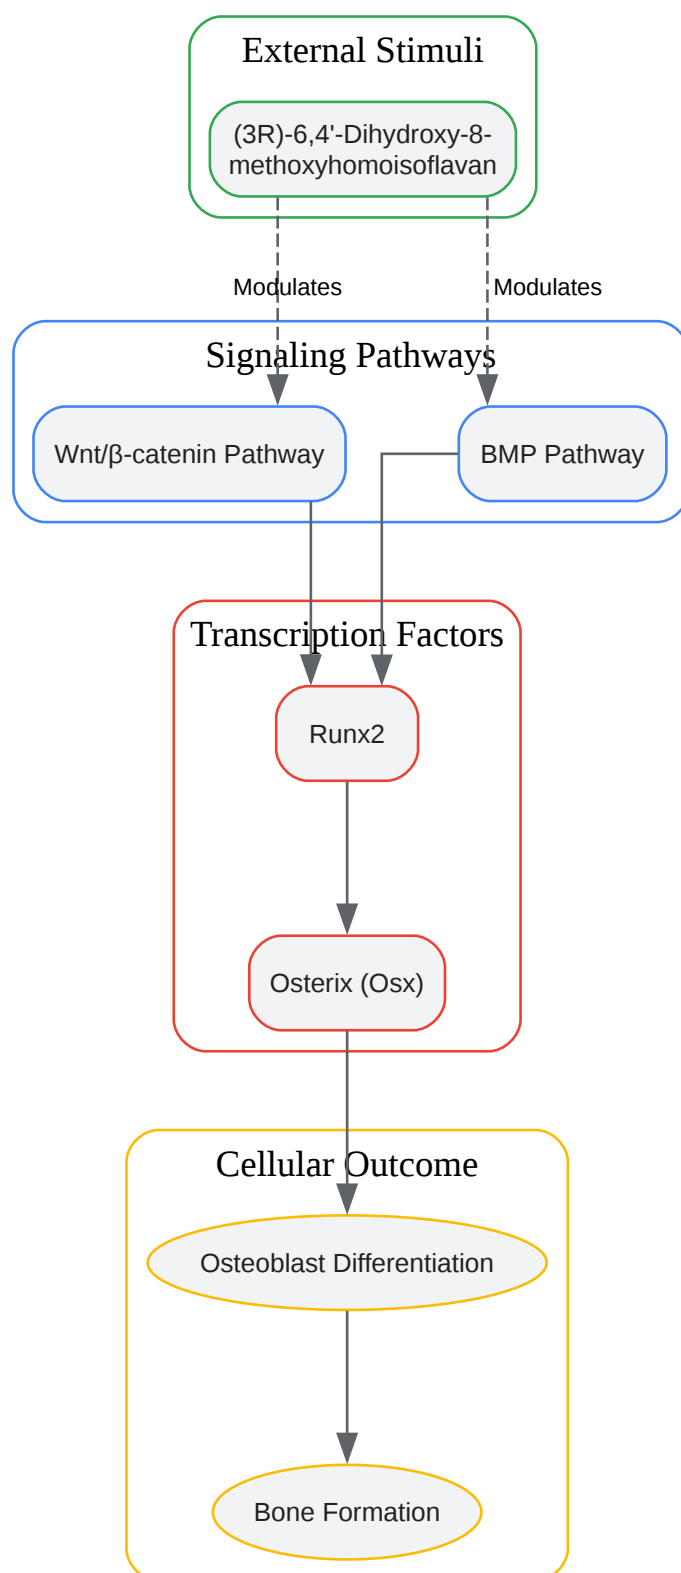 External Stimuli
(3R)-6,4'-Dihydroxy-8-
methoxyhomoisoflavan
Modulates
Modulates
Signaling Pathways
Wnt/β-catenin Pathway
BMP Pathway
Transcription Factors
Runx2
Osterix (Osx)
Cellular Outcome
Osteoblast Differentiation
Bone Formation